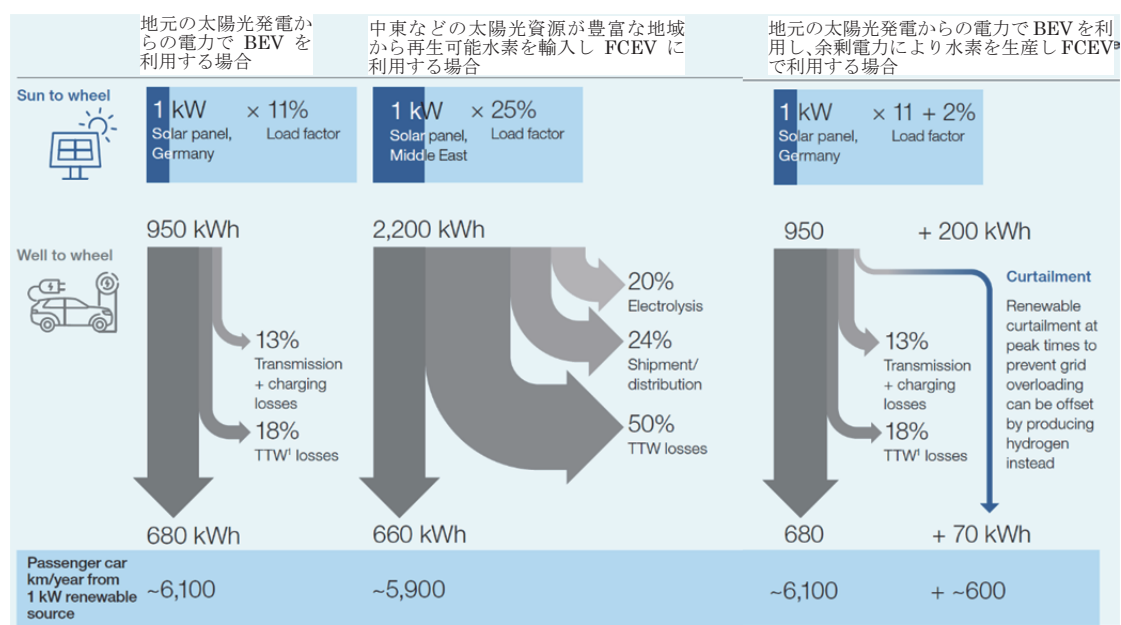 地元の太陽光発電か
らの電力で BEV を
利用する場合
中東などの太陽光資源が豊富な地域
から再生可能水素を輸入し FCEV に
利用する場合
地元の太陽光発電からの電力で BEV を利
用し、余剰電力により水素を生産し FCEV
で利用する場合
Sun to wheel
1 kW × 11%
Solar panel, Load factor
Germany
1 kW × 25%
Solar panel, Load factor
Middle East
1 kW × 11 + 2%
Solar panel, Load factor
Germany
Well to wheel
950 kWh
13%
Transmission
+ charging
losses
18%
TTW¹ losses
680 kWh
2,200 kWh
20%
Electrolysis
24%
Shipment/
distribution
50%
TTW losses
660 kWh
950 + 200 kWh
13%
Transmission
+ charging
losses
18%
TTW¹ losses
Curtailment
Renewable
curtailment at
peak times to
prevent grid
overloading
can be offset
by producing
hydrogen
instead
680 + 70 kWh
Passenger car
km/year from
1 kW renewable
source
~6,100
~5,900
~6,100 + ~600